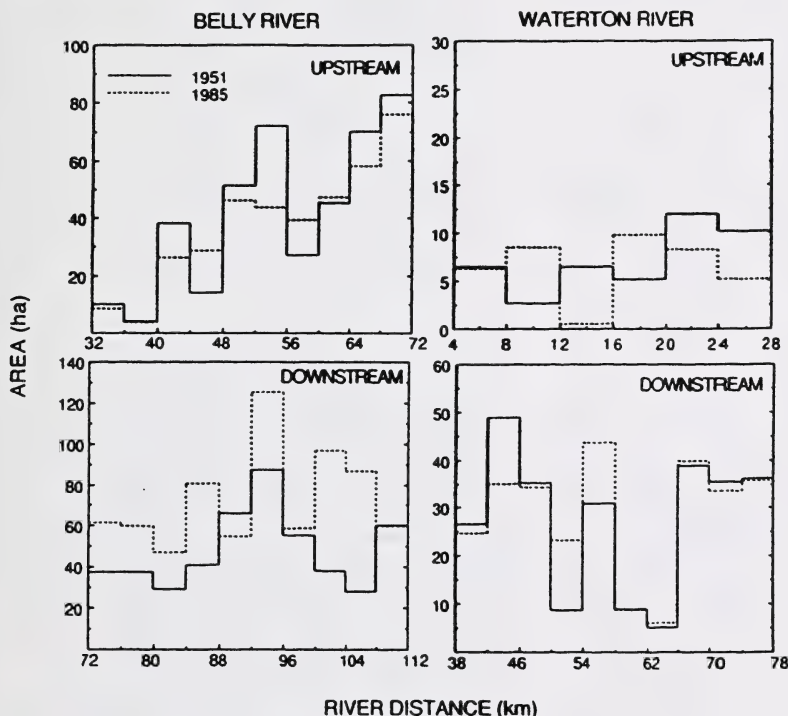 BELLY RIVER
WATERTON RIVER
UPSTREAM
1951
1985
100
80
60
40
20
32 40 48 56 64 72
UPSTREAM
30
25
20
15
10
5
0
4 8 12 16 20 24 28
AREA (ha)
DOWNSTREAM
140
120
100
80
60
40
20
72 80 88 96 104 112
DOWNSTREAM
60
50
40
30
20
10
38 46 54 62 70 78
RIVER DISTANCE (km)